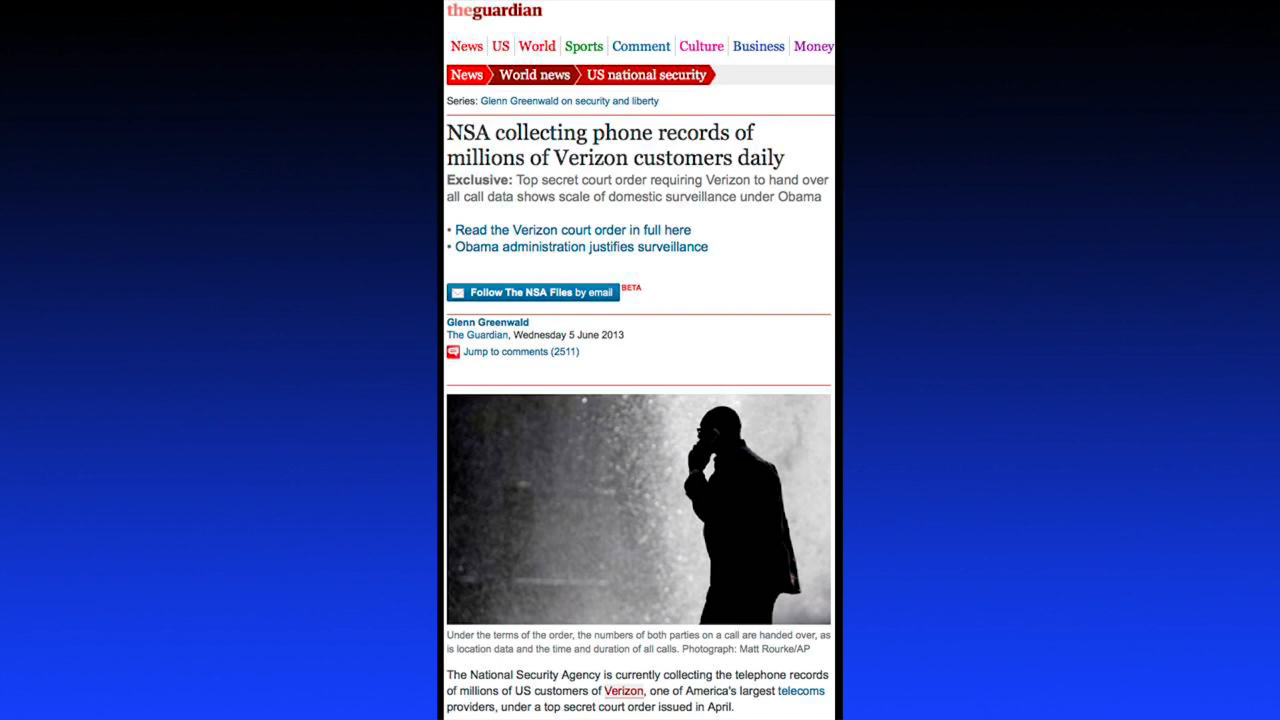 theguardian
News US World Sports Comment Culture Business Money
News World news US national security
Series: Glenn Greenwald on security and liberty
NSA collecting phone records of
millions of Verizon customers daily
Exclusive: Top secret court order requiring Verizon to hand over
all call data shows scale of domestic surveillance under Obama
• Read the Verizon court order in full here
• Obama administration justifies surveillance
Follow The NSA Files by email BETA
Glenn Greenwald
The Guardian, Wednesday 5 June 2013
Jump to comments (2511)
Under the terms of the order, the numbers of both parties on a call are handed over, as
is location data and the time and duration of all calls. Photograph: Matt Rourke/AP
The National Security Agency is currently collecting the telephone records
of millions of US customers of Verizon, one of America's largest telecoms
providers, under a top secret court order issued in April.